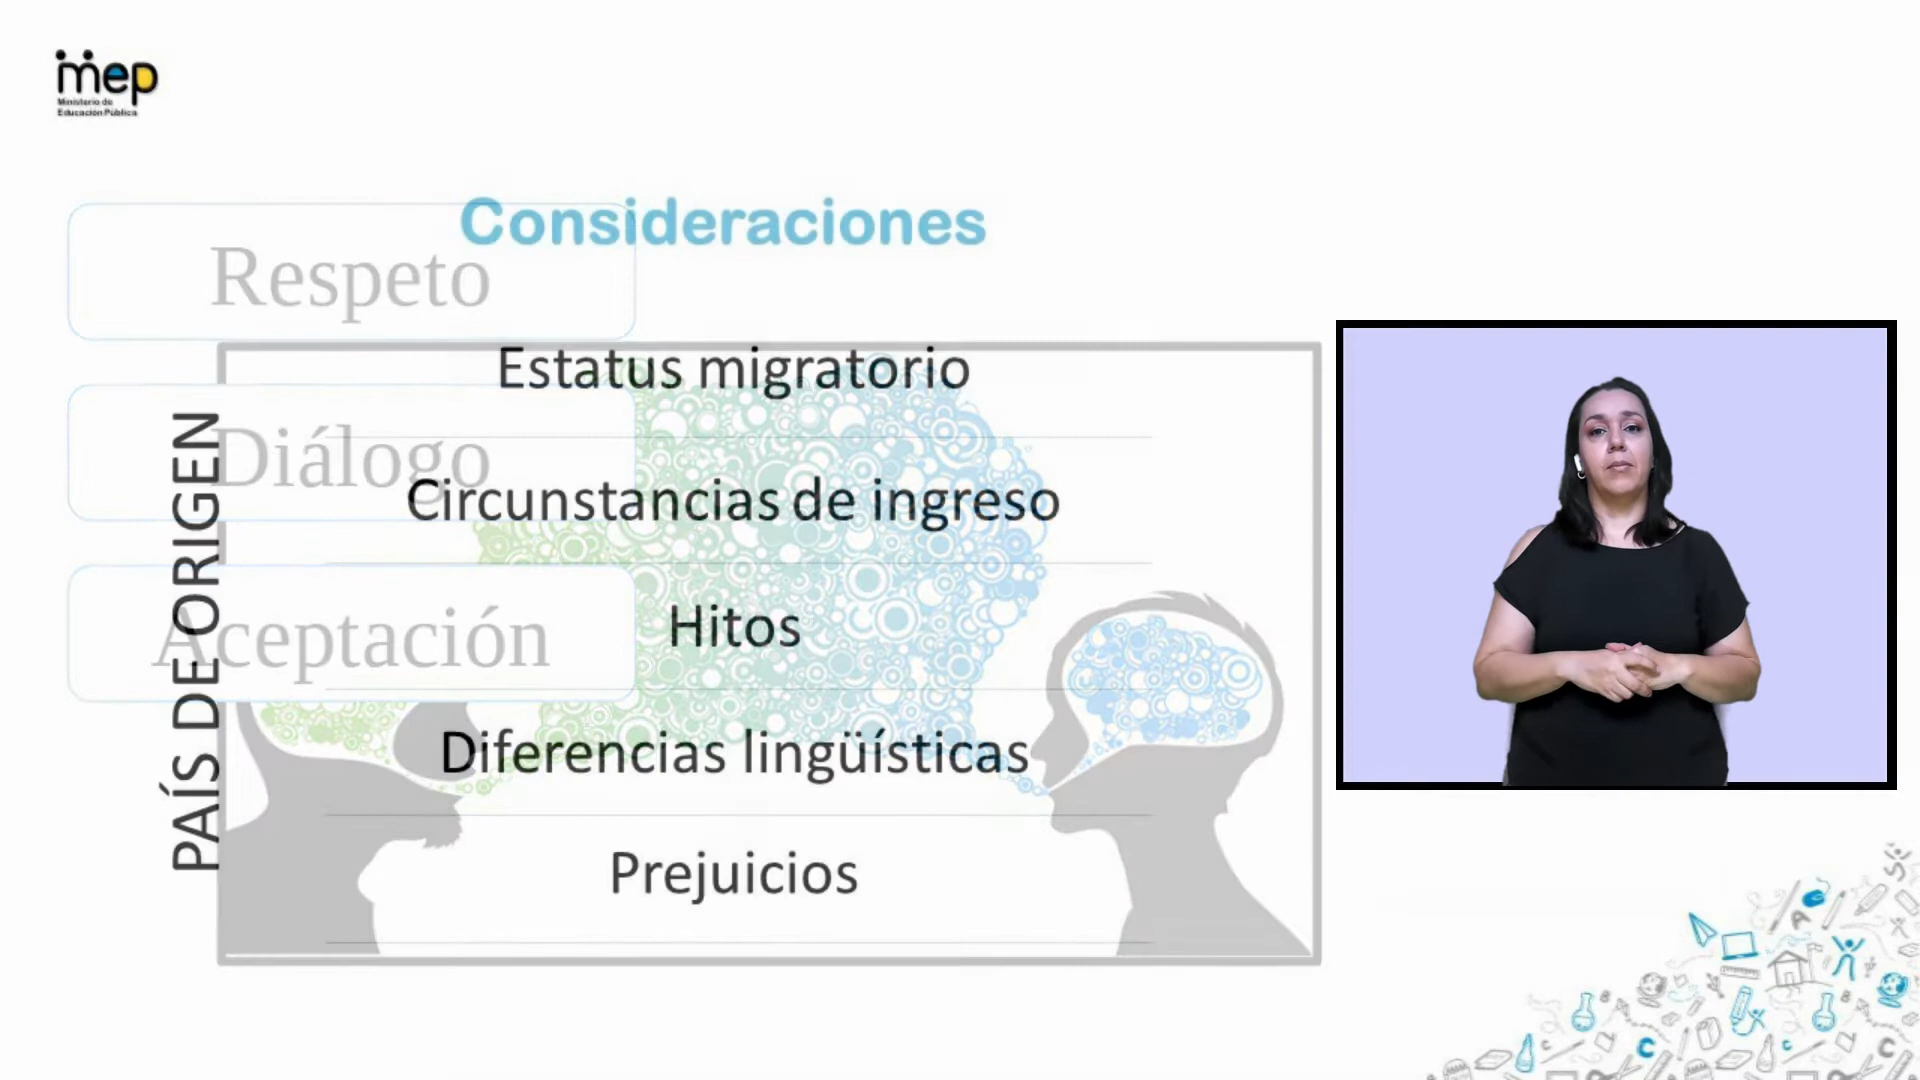 mep
Ministerio de
Educación Pública
Consideraciones
Respeto
Diálogo
Aceptación
PAÍS DE ORIGEN
Estatus migratorio
Circunstancias de ingreso
Hitos
Diferencias lingüísticas
Prejuicios